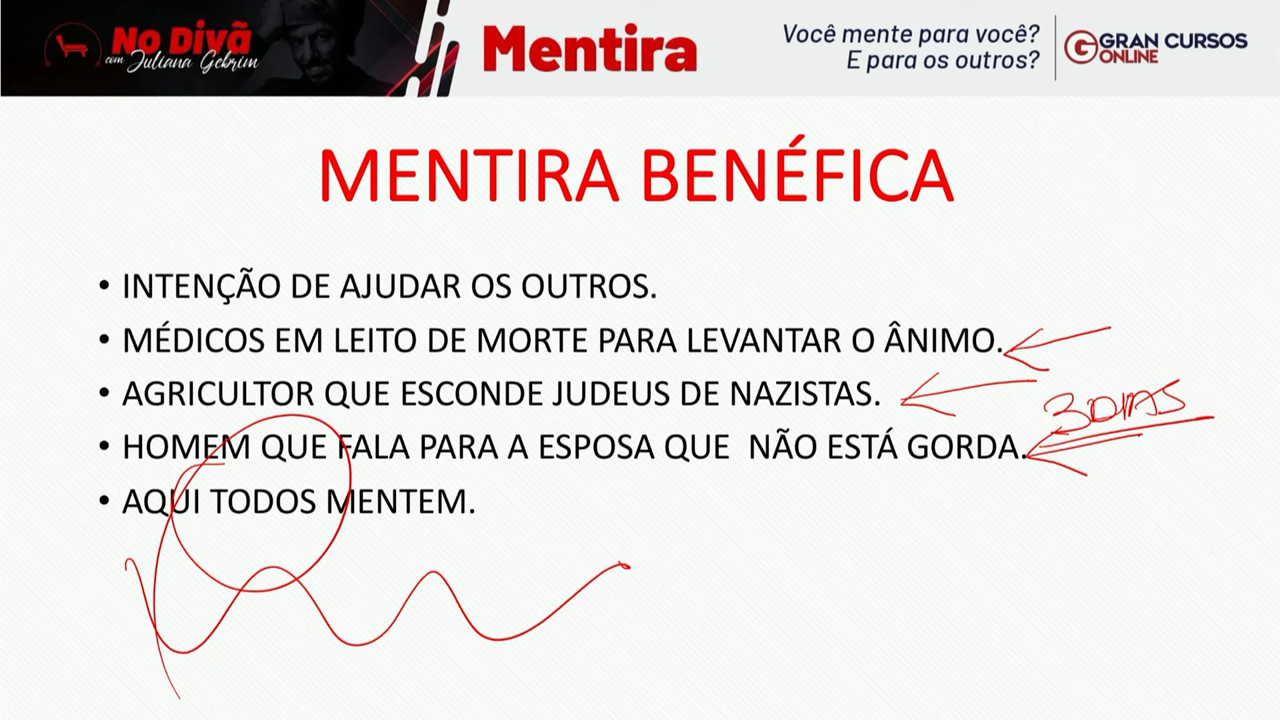 No Divã
com Juliana Gebrim
Mentira
Você mente para você?
E para os outros?
GRAN CURSOS
ONLINE
MENTIRA BENÉFICA
• INTENÇÃO DE AJUDAR OS OUTROS.
• MÉDICOS EM LEITO DE MORTE PARA LEVANTAR O ÂNIMO.
• AGRICULTOR QUE ESCONDE JUDEUS DE NAZISTAS.
3 DIAS
• HOMEM QUE FALA PARA A ESPOSA QUE NÃO ESTÁ GORDA.
• AQUI TODOS MENTEM.